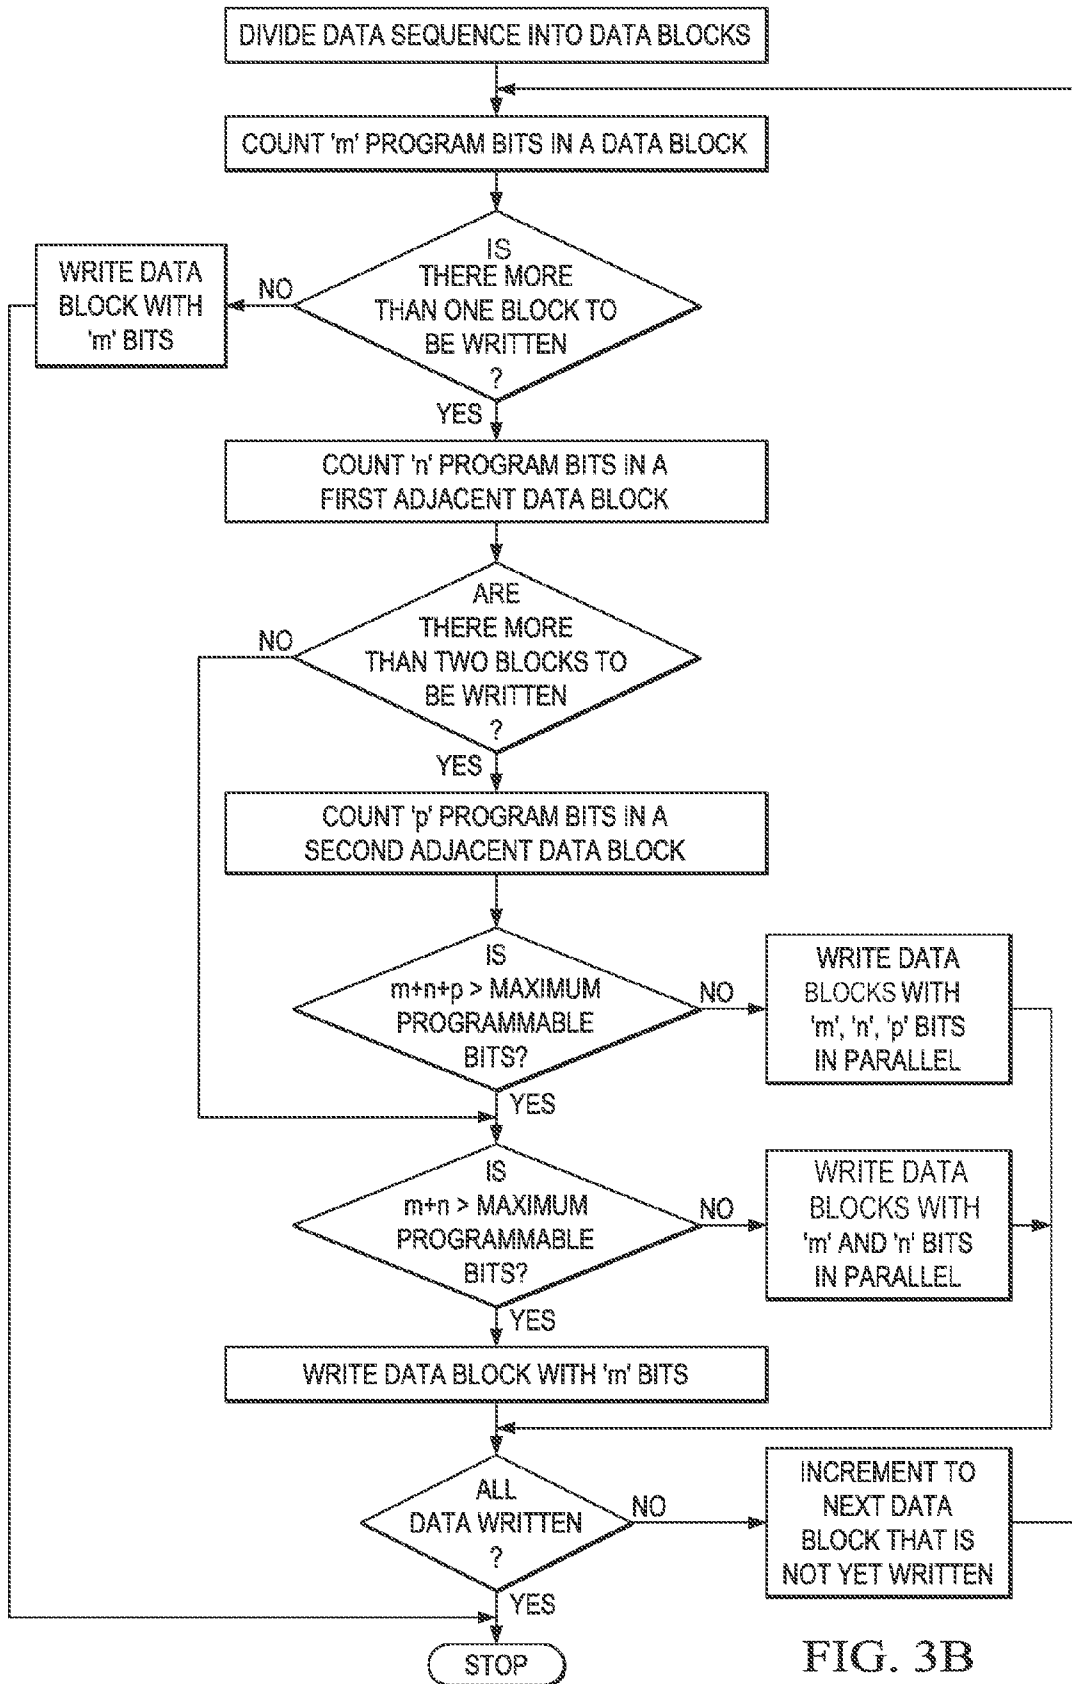 DIVIDE DATA SEQUENCE INTO DATA BLOCKS
COUNT 'm' PROGRAM BITS IN A DATA BLOCK
IS
THERE MORE
THAN ONE BLOCK TO
BE WRITTEN
?
NO
WRITE DATA
BLOCK WITH
'm' BITS
YES
COUNT 'n' PROGRAM BITS IN A
FIRST ADJACENT DATA BLOCK
ARE
THERE MORE
THAN TWO BLOCKS TO
BE WRITTEN
?
NO
YES
COUNT 'p' PROGRAM BITS IN A
SECOND ADJACENT DATA BLOCK
IS
m+n+p > MAXIMUM
PROGRAMMABLE
BITS?
NO
WRITE DATA
BLOCKS WITH
'm', 'n', 'p' BITS
IN PARALLEL
YES
IS
m+n > MAXIMUM
PROGRAMMABLE
BITS?
NO
WRITE DATA
BLOCKS WITH
'm' AND 'n' BITS
IN PARALLEL
YES
WRITE DATA BLOCK WITH 'm' BITS
ALL
DATA WRITTEN
?
NO
INCREMENT TO
NEXT DATA
BLOCK THAT IS
NOT YET WRITTEN
YES
STOP
FIG. 3B